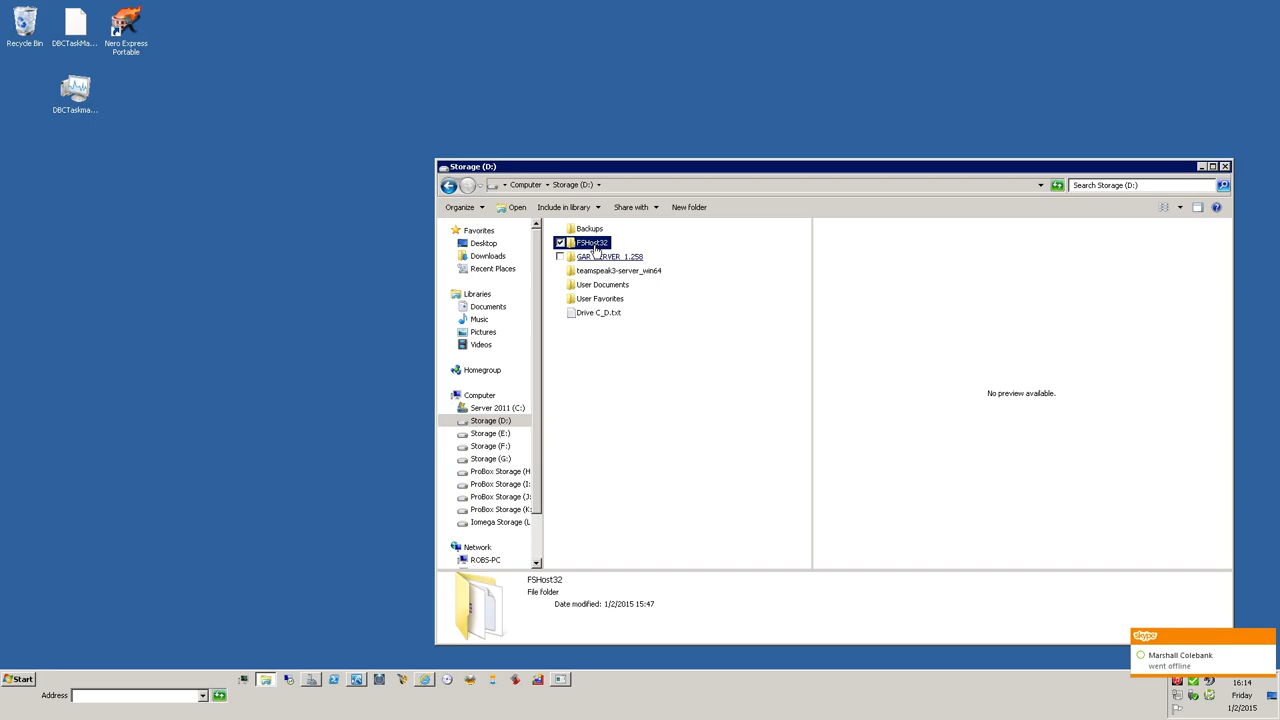 Recycle Bin
DBCTaskMa...
Nero Express
Portable
DBCTaskma...
Storage (D:)
Computer
Storage (D:)
Search Storage (D:)
Organize
Open
Include in library
Share with
New folder
Favorites
Desktop
Downloads
Recent Places
Libraries
Documents
Music
Pictures
Videos
Homegroup
Computer
Server 2011 (C:)
Storage (D:)
Storage (E:)
Storage (F:)
Storage (G:)
ProBox Storage (H
ProBox Storage (I:
ProBox Storage (J:
ProBox Storage (K:
Iomega Storage (L
Network
ROBS-PC
Backups
FSHost32
1.258
teamspeak3-server_win64
User Documents
User Favorites
Drive C_D.txt
No preview available.
FSHost32
File folder
Date modified: 1/2/2015 15:47
skype
Marshall Colebank
went offline
Start
Address
16:14
Friday
1/2/2015